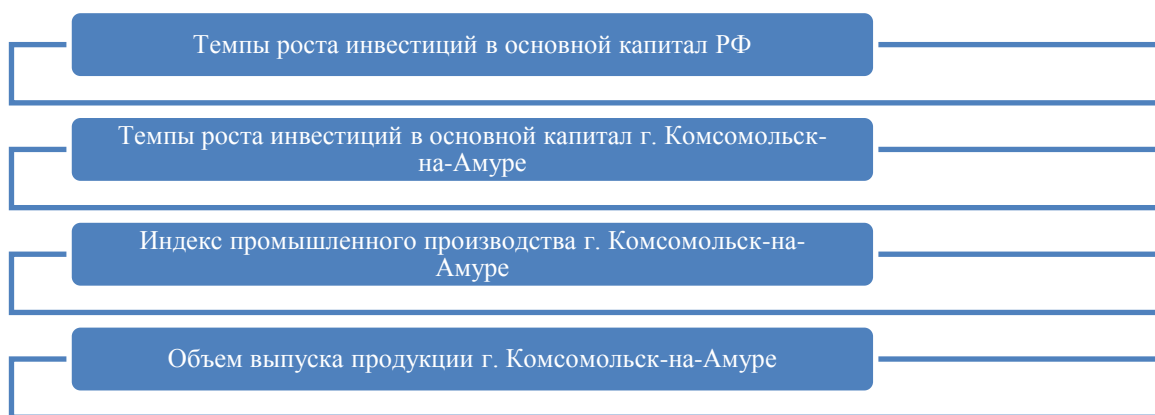 Темпы роста инвестиций в основной капитал РФ
Темпы роста инвестиций в основной капитал г. Комсомольск-
на-Амуре
Индекс промышленного производства г. Комсомольск-на-
Амуре
Объем выпуска продукции г. Комсомольск-на-Амуре